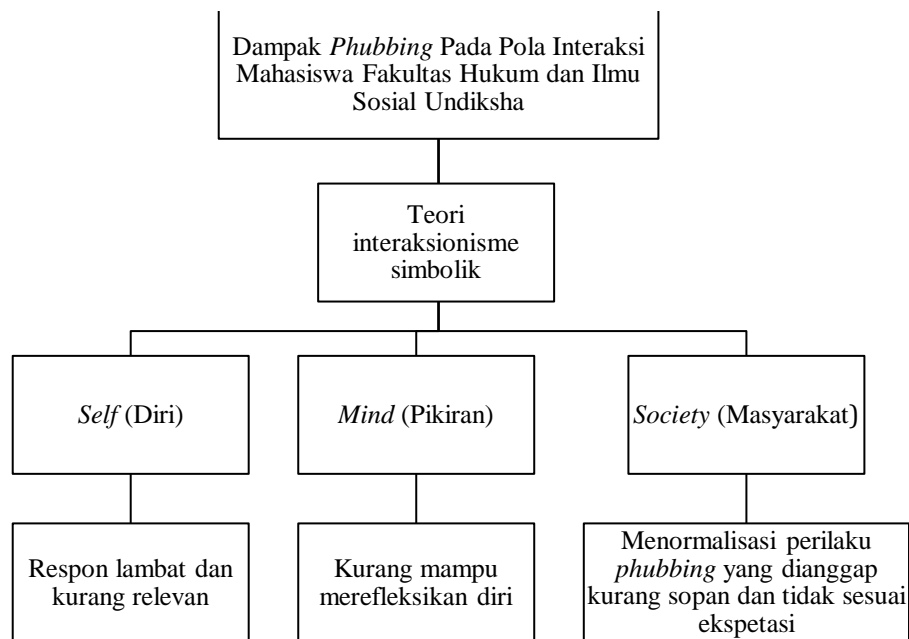 Dampak Phubbing Pada Pola Interaksi
Mahasiswa Fakultas Hukum dan Ilmu
Sosial Undiksha
Teori
interaksionisme
simbolik
Self (Diri)
Mind (Pikiran)
Society (Masyarakat)
Respon lambat dan
kurang relevan
Kurang mampu
merefleksikan diri
Menormalisasi perilaku
phubbing yang dianggap
kurang sopan dan tidak sesuai
ekspetasi